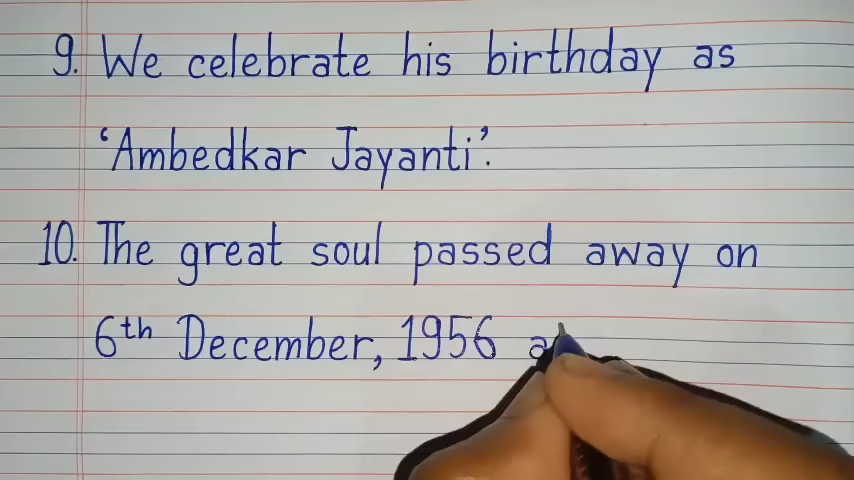 9. We celebrate his birthday as
‘Ambedkar Jayanti’.
10. The great soul passed away on
6th December, 1956